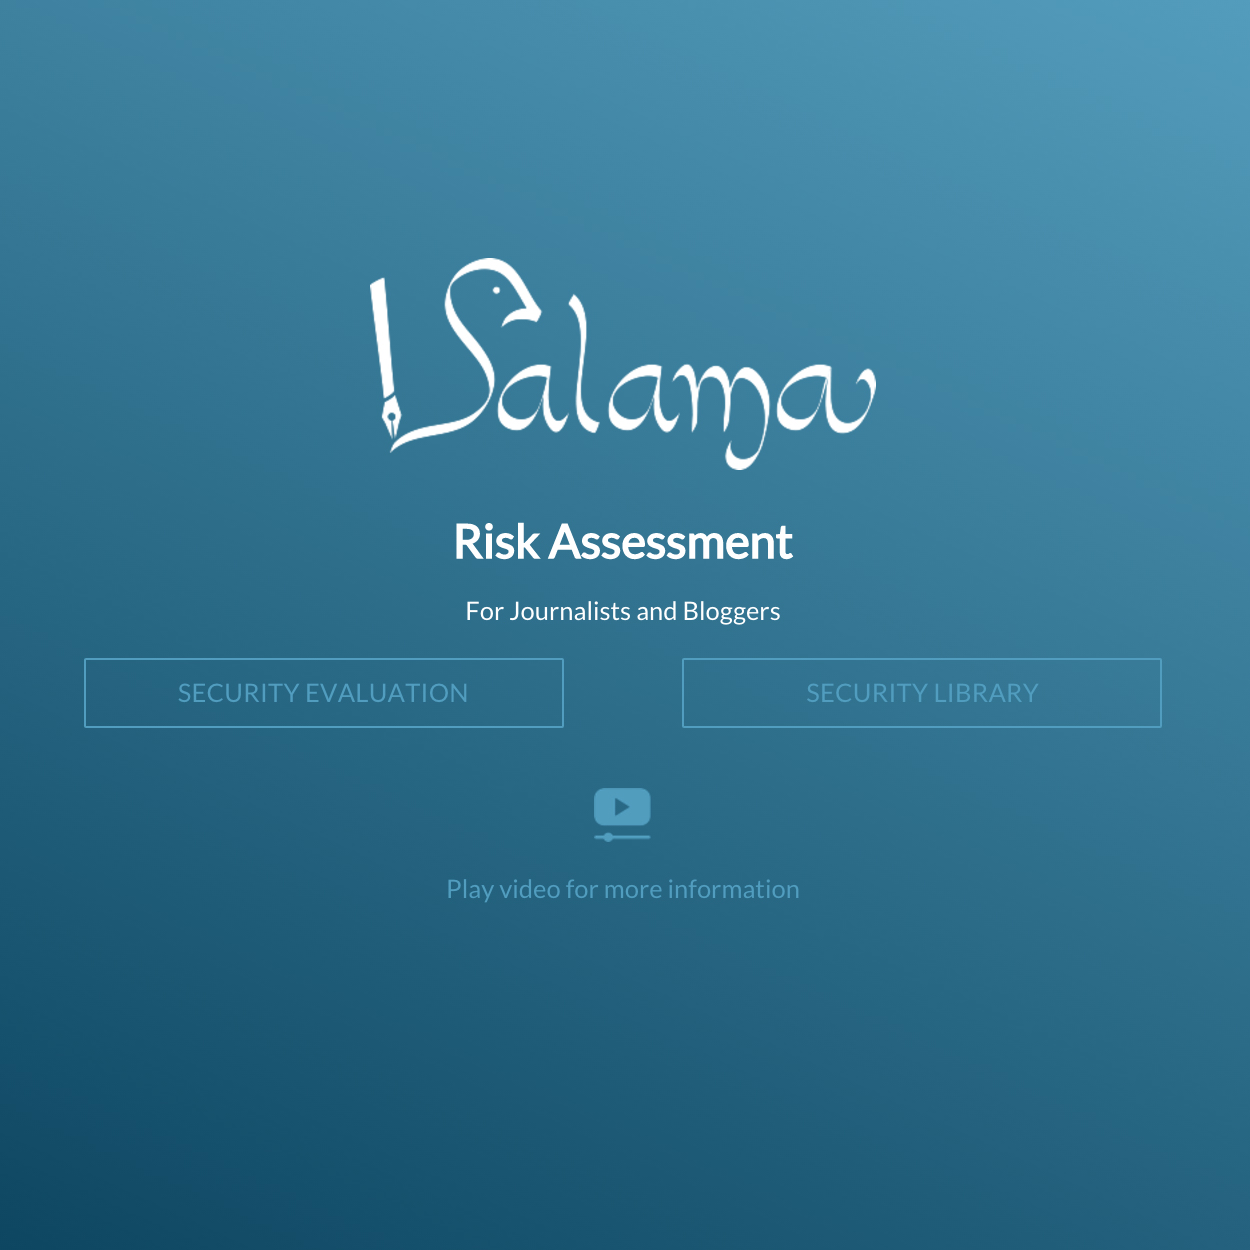 Salama
Risk Assessment
For Journalists and Bloggers
SECURITY EVALUATION
SECURITY LIBRARY
Play video for more information